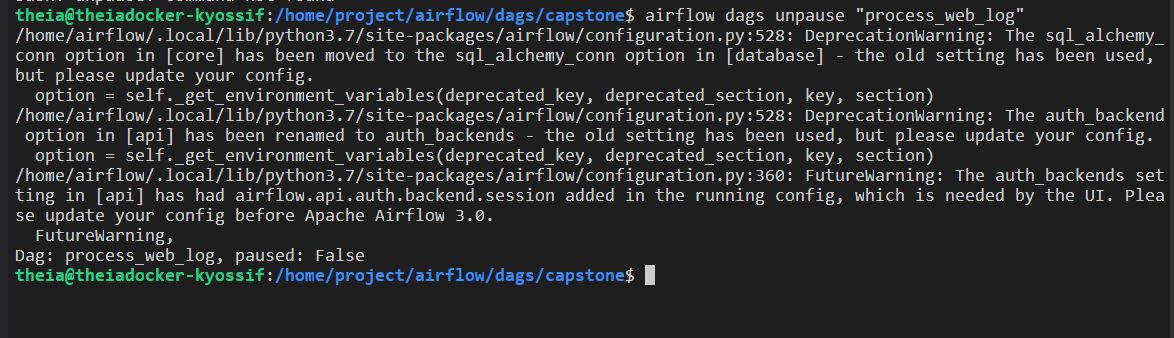 theia@theiadocker-kyossif:/home/project/airflow/dags/capstone$ airflow dags unpause "process_web_log"
/home/airflow/.local/lib/python3.7/site-packages/airflow/configuration.py:528: DeprecationWarning: The sql_alchemy_
conn option in [core] has been moved to the sql_alchemy_conn option in [database] - the old setting has been used,
but please update your config.
  option = self._get_environment_variables(deprecated_key, deprecated_section, key, section)
/home/airflow/.local/lib/python3.7/site-packages/airflow/configuration.py:528: DeprecationWarning: The auth_backend
 option in [api] has been renamed to auth_backends - the old setting has been used, but please update your config.
  option = self._get_environment_variables(deprecated_key, deprecated_section, key, section)
/home/airflow/.local/lib/python3.7/site-packages/airflow/configuration.py:360: FutureWarning: The auth_backends set
ting in [api] has had airflow.api.auth.backend.session added in the running config, which is needed by the UI. Plea
se update your config before Apache Airflow 3.0.
  FutureWarning,
Dag: process_web_log, paused: False
theia@theiadocker-kyossif:/home/project/airflow/dags/capstone$